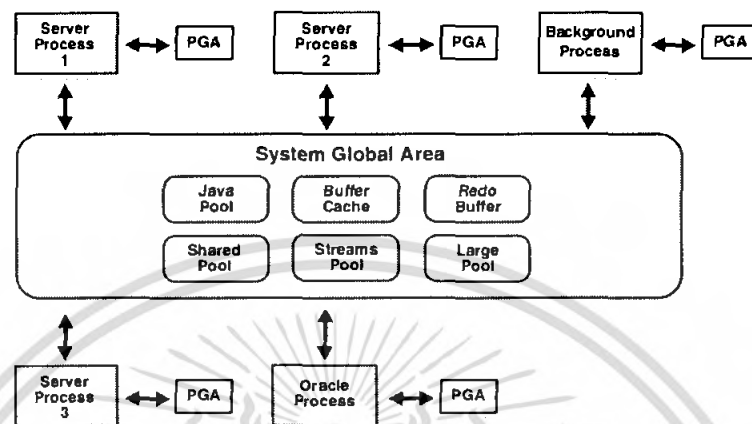 Server
Process
1
PGA
Server
Process
2
PGA
Background
Process
PGA
System Global Area
Java
Pool
Buffer
Cache
Redo
Buffer
Shared
Pool
Streams
Pool
Large
Pool
Server
Process
3
PGA
Oracle
Process
PGA